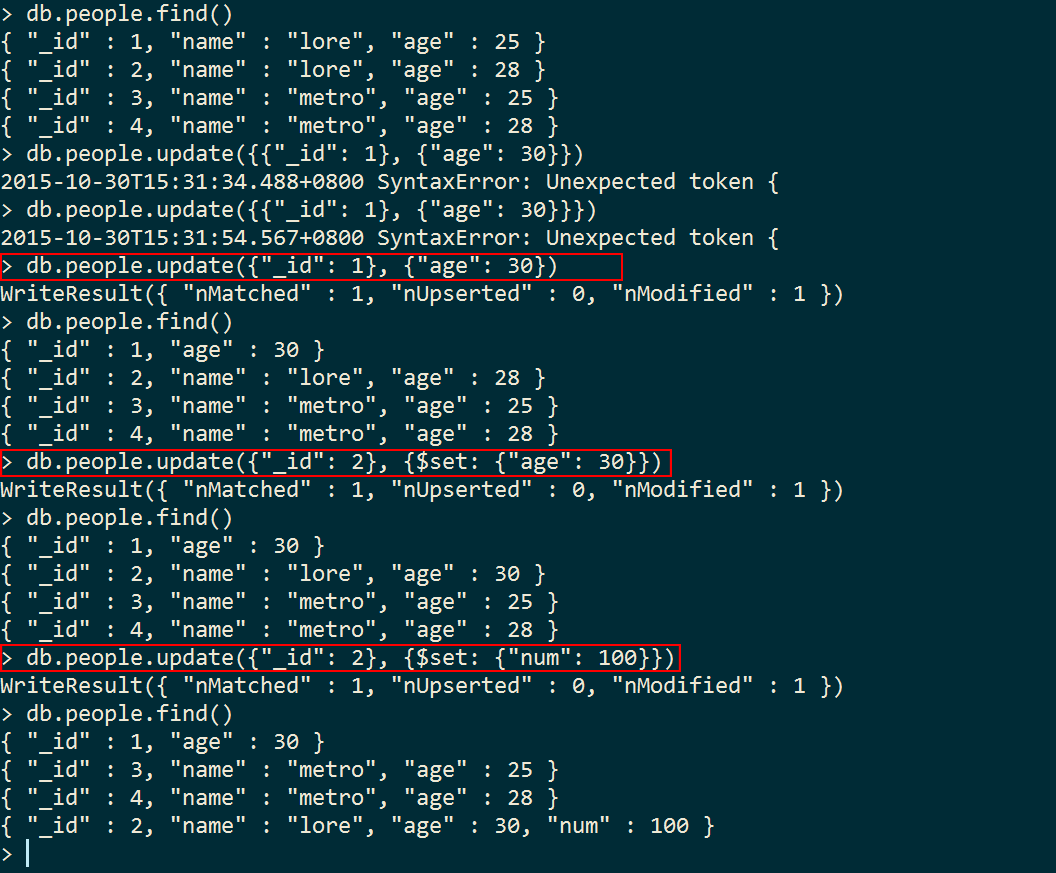 > db.people.find()
{ "_id" : 1, "name" : "lore", "age" : 25 }
{ "_id" : 2, "name" : "lore", "age" : 28 }
{ "_id" : 3, "name" : "metro", "age" : 25 }
{ "_id" : 4, "name" : "metro", "age" : 28 }
> db.people.update({{"_id": 1}, {"age": 30}})
2015-10-30T15:31:34.488+0800 SyntaxError: Unexpected token {
> db.people.update({{"_id": 1}, {"age": 30}}})
2015-10-30T15:31:54.567+0800 SyntaxError: Unexpected token {
> db.people.update({"_id": 1}, {"age": 30})
WriteResult({ "nMatched" : 1, "nUpserted" : 0, "nModified" : 1 })
> db.people.find()
{ "_id" : 1, "age" : 30 }
{ "_id" : 2, "name" : "lore", "age" : 28 }
{ "_id" : 3, "name" : "metro", "age" : 25 }
{ "_id" : 4, "name" : "metro", "age" : 28 }
> db.people.update({"_id": 2}, {$set: {"age": 30}})
WriteResult({ "nMatched" : 1, "nUpserted" : 0, "nModified" : 1 })
> db.people.find()
{ "_id" : 1, "age" : 30 }
{ "_id" : 2, "name" : "lore", "age" : 30 }
{ "_id" : 3, "name" : "metro", "age" : 25 }
{ "_id" : 4, "name" : "metro", "age" : 28 }
> db.people.update({"_id": 2}, {$set: {"num": 100}})
WriteResult({ "nMatched" : 1, "nUpserted" : 0, "nModified" : 1 })
> db.people.find()
{ "_id" : 1, "age" : 30 }
{ "_id" : 3, "name" : "metro", "age" : 25 }
{ "_id" : 4, "name" : "metro", "age" : 28 }
{ "_id" : 2, "name" : "lore", "age" : 30, "num" : 100 }
>